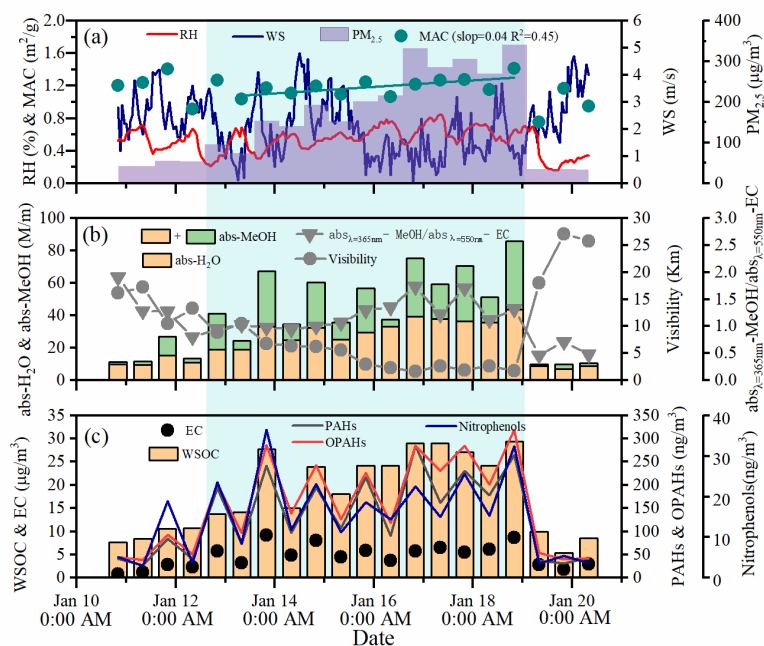 (a)
RH
WS
PM2.5
MAC (slop=0.04 R²=0.45)
RH (%) & MAC (m²/g)
2.0
1.6
1.2
0.8
0.4
0.0
6
5
4
3
2
1
0
WS (m/s)
400
300
200
100
0
PM2.5 (µg/m³)
(b)
+ abs-MeOH
abs-H2O
absλ=365nm- MeOH/absλ=550nm- EC
Visibility
abs-H2O & abs-MeOH (M/m)
100
80
60
40
20
0
30
25
20
15
10
5
0
Visibility (Km)
3.0
2.5
2.0
1.5
1.0
0.5
0.0
absλ=365nm-MeOH/absλ=550nm-EC
(c)
EC
WSOC
PAHs
OPAHs
Nitrophenols
WSOC & EC (µg/m³)
35
30
25
20
15
10
5
0
350
300
250
200
150
100
50
0
PAHs & OPAHs (ng/m³)
40
30
20
10
0
Nitrophenols(ng/m³)
Jan 10 Jan 12 Jan 14 Jan 16 Jan 18 Jan 20
0:00 AM 0:00 AM 0:00 AM 0:00 AM 0:00 AM 0:00 AM
Date